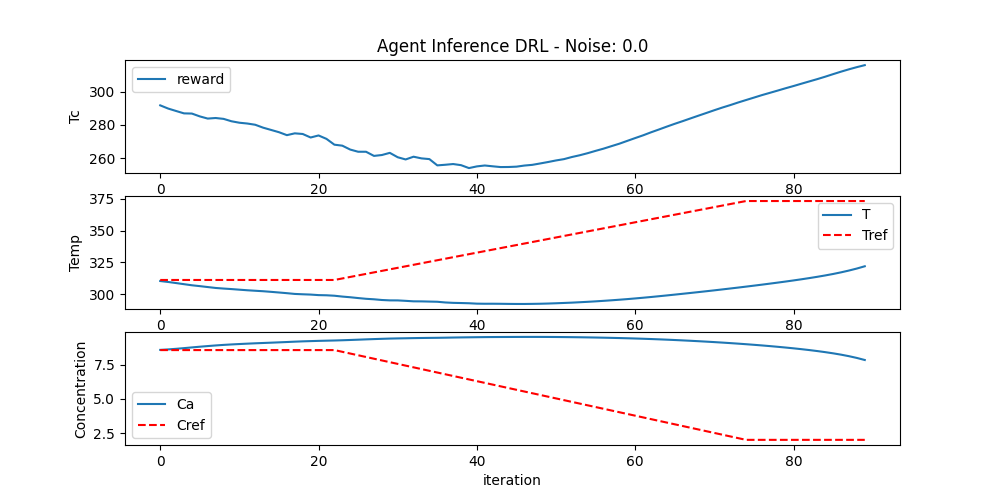 Agent Inference DRL - Noise: 0.0
Tc
300
280
260
reward
0 20 40 60 80
Temp
375
350
325
300
T
Tref
0 20 40 60 80
Concentration
7.5
5.0
2.5
Ca
Cref
0 20 40 60 80
iteration